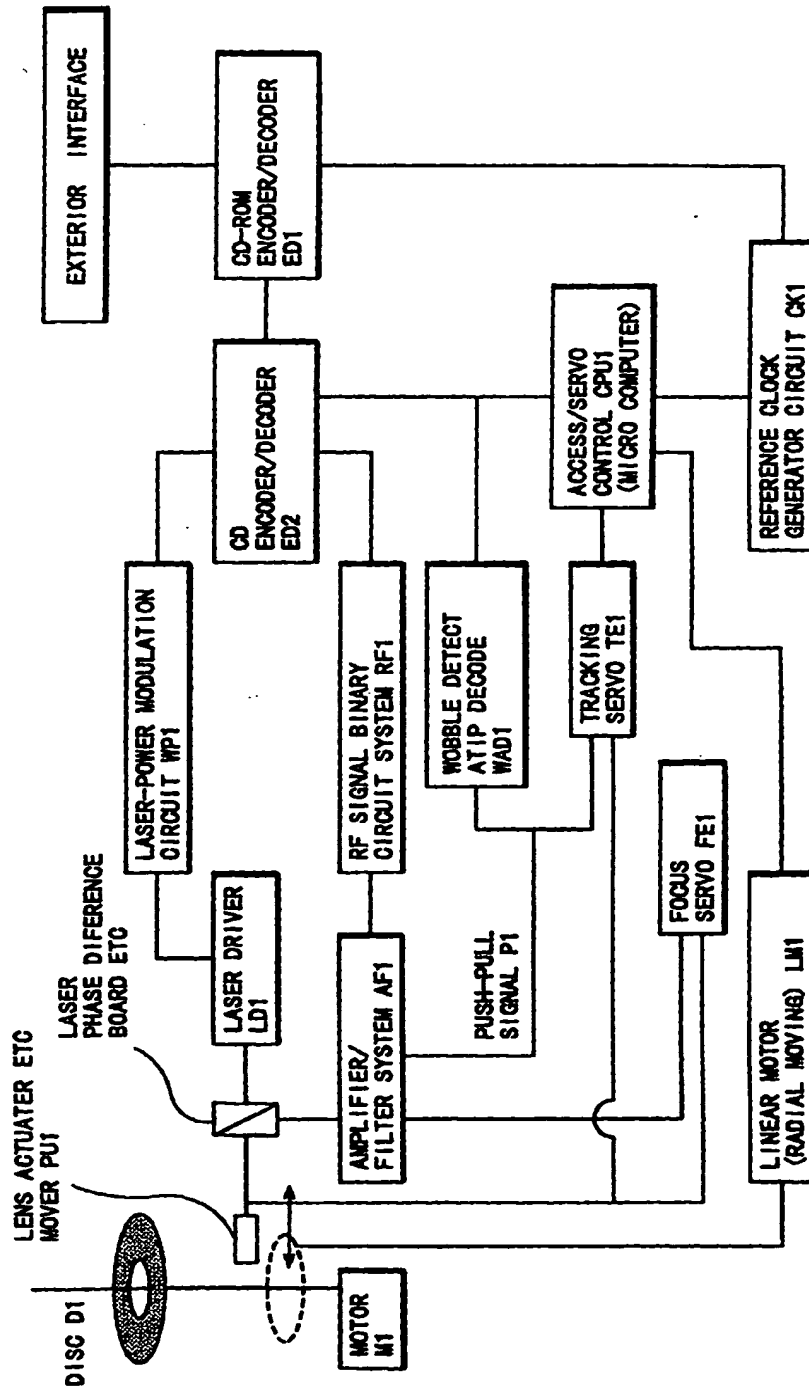 DISC D1
LENS ACTUATER ETC
MOVER PU1
LASER
PHASE DIFERENCE
BOARD ETC
LASER DRIVER
LD1
LASER-POWER MODULATION
CIRCUIT WP1
CD
ENCODER/DECODER
ED2
CD-ROM
ENCODER/DECODER
ED1
EXTERIOR INTERFACE
AMPLIFIER/
FILTER SYSTEM AF1
RF SIGNAL BINARY
CIRCUIT SYSTEM RF1
PUSH-PULL
SIGNAL P1
WOBBLE DETECT
ATIP DECODE
WAD1
TRACKING
SERVO TE1
ACCESS/SERVO
CONTROL CPU1
(MICRO COMPUTER)
FOCUS
SERVO FE1
MOTOR
M1
LINEAR MOTOR
(RADIAL MOVING) LM1
REFERENCE CLOCK
GENERATOR CIRCUIT CK1